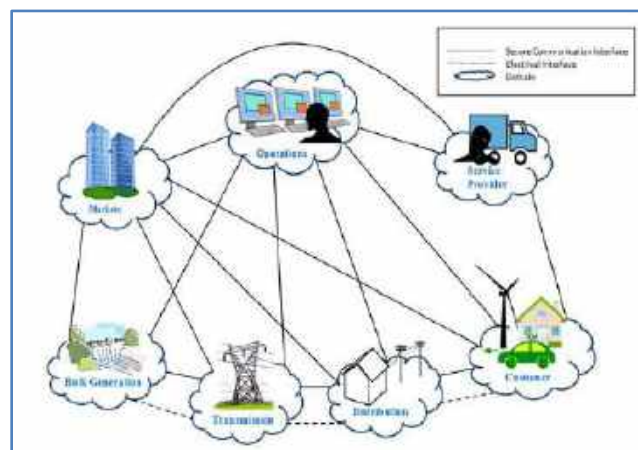 Secure Communication Interface
Electrical Interface
Domain
Operations
Service
Provider
Markets
Bulk Generation
Transmission
Distribution
Customer